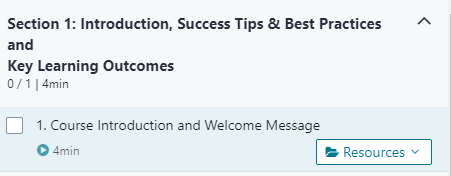 Section 1: Introduction, Success Tips & Best Practices
and
Key Learning Outcomes
0 / 1 | 4min
1. Course Introduction and Welcome Message
4min
Resources